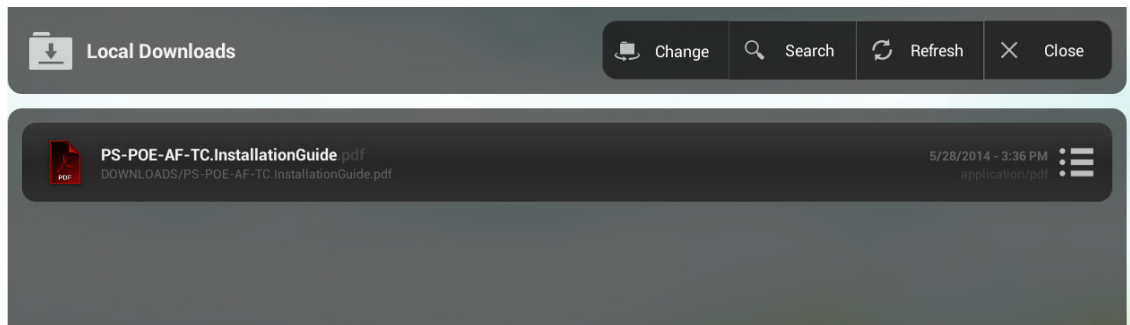 Local Downloads
Change
Search
Refresh
Close
PS-POE-AF-TC.InstallationGuide.pdf
5/28/2014 - 3:36 PM
DOWNLOADS/PS-POE-AF-TC.InstallationGuide.pdf
application/pdf
PDF